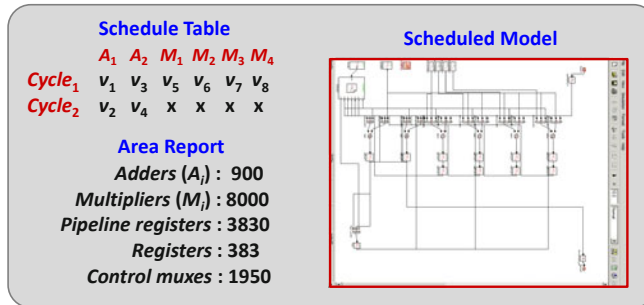 Schedule Table
A1 A2 M1 M2 M3 M4
Cycle1 v1 v3 v5 v6 v7 v8
Cycle2 v2 v4 x x x x
Area Report
Adders (Ai) : 900
Multipliers (Mi) : 8000
Pipeline registers : 3830
Registers : 383
Control muxes : 1950
Scheduled Model